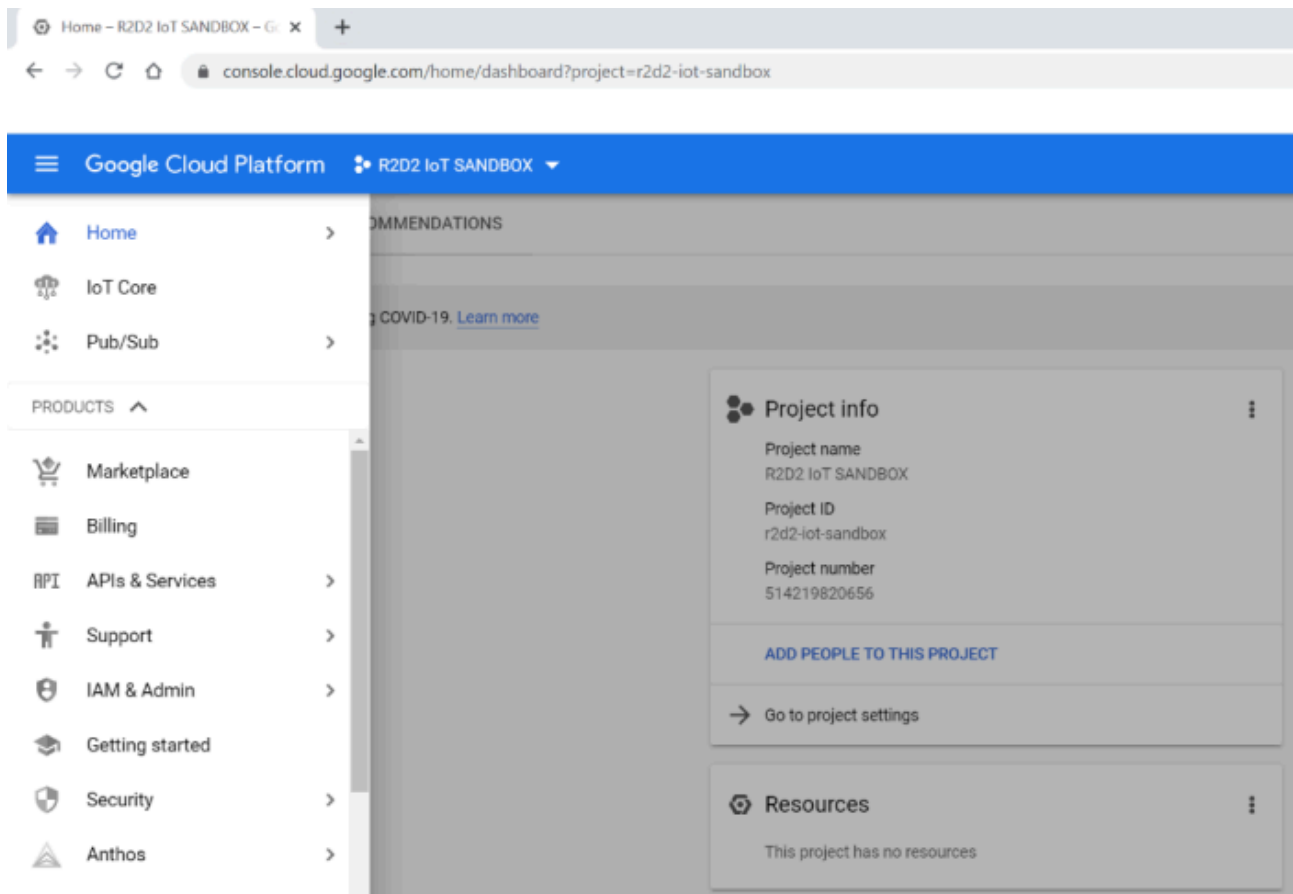 Home – R2D2 IoT SANDBOX – G
console.cloud.google.com/home/dashboard?project=r2d2-iot-sandbox
Google Cloud Platform R2D2 IoT SANDBOX
Home
OMMENDATIONS
IoT Core
g COVID-19. Learn more
Pub/Sub
PRODUCTS
Marketplace
Billing
API APIs & Services
Support
IAM & Admin
Getting started
Security
Anthos
Project info
Project name
R2D2 IoT SANDBOX
Project ID
r2d2-iot-sandbox
Project number
514219820656
ADD PEOPLE TO THIS PROJECT
Go to project settings
Resources
This project has no resources